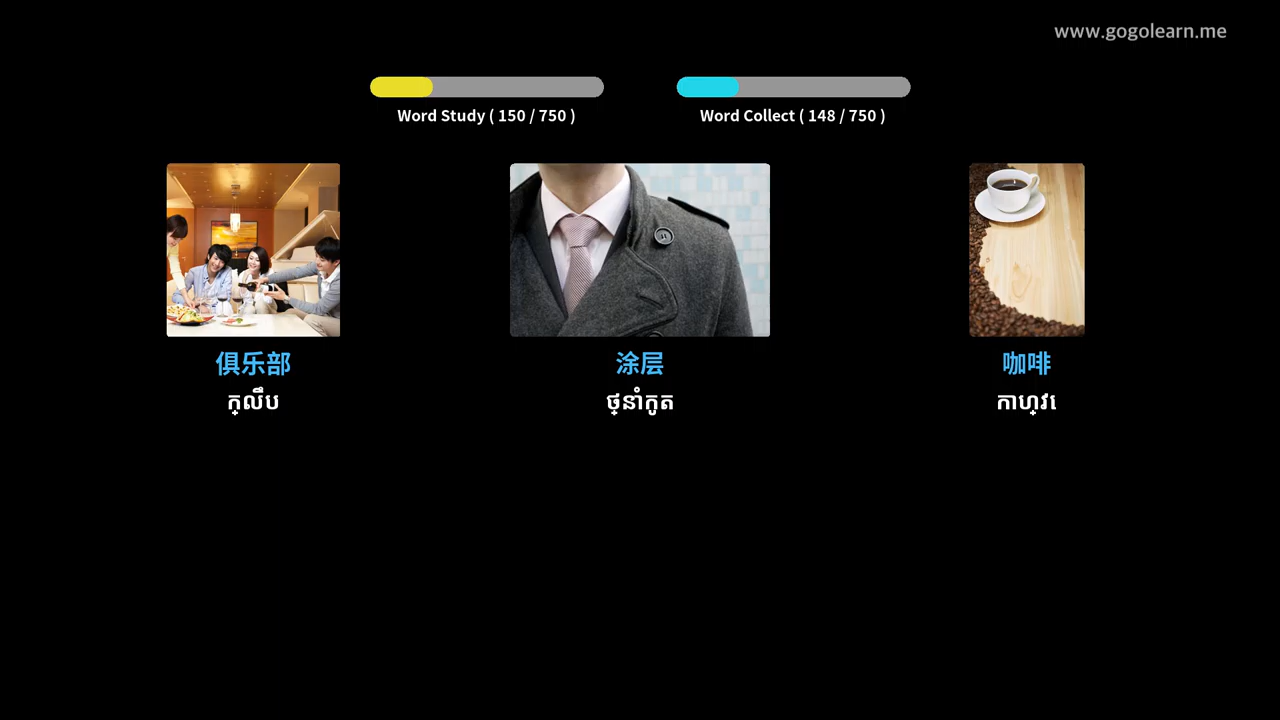 www.gogolearn.me
Word Study ( 150 / 750 )
Word Collect ( 148 / 750 )
俱乐部
涂层
咖啡
ក្លឹប
ថ្នាំកូត
កាហ្វេ